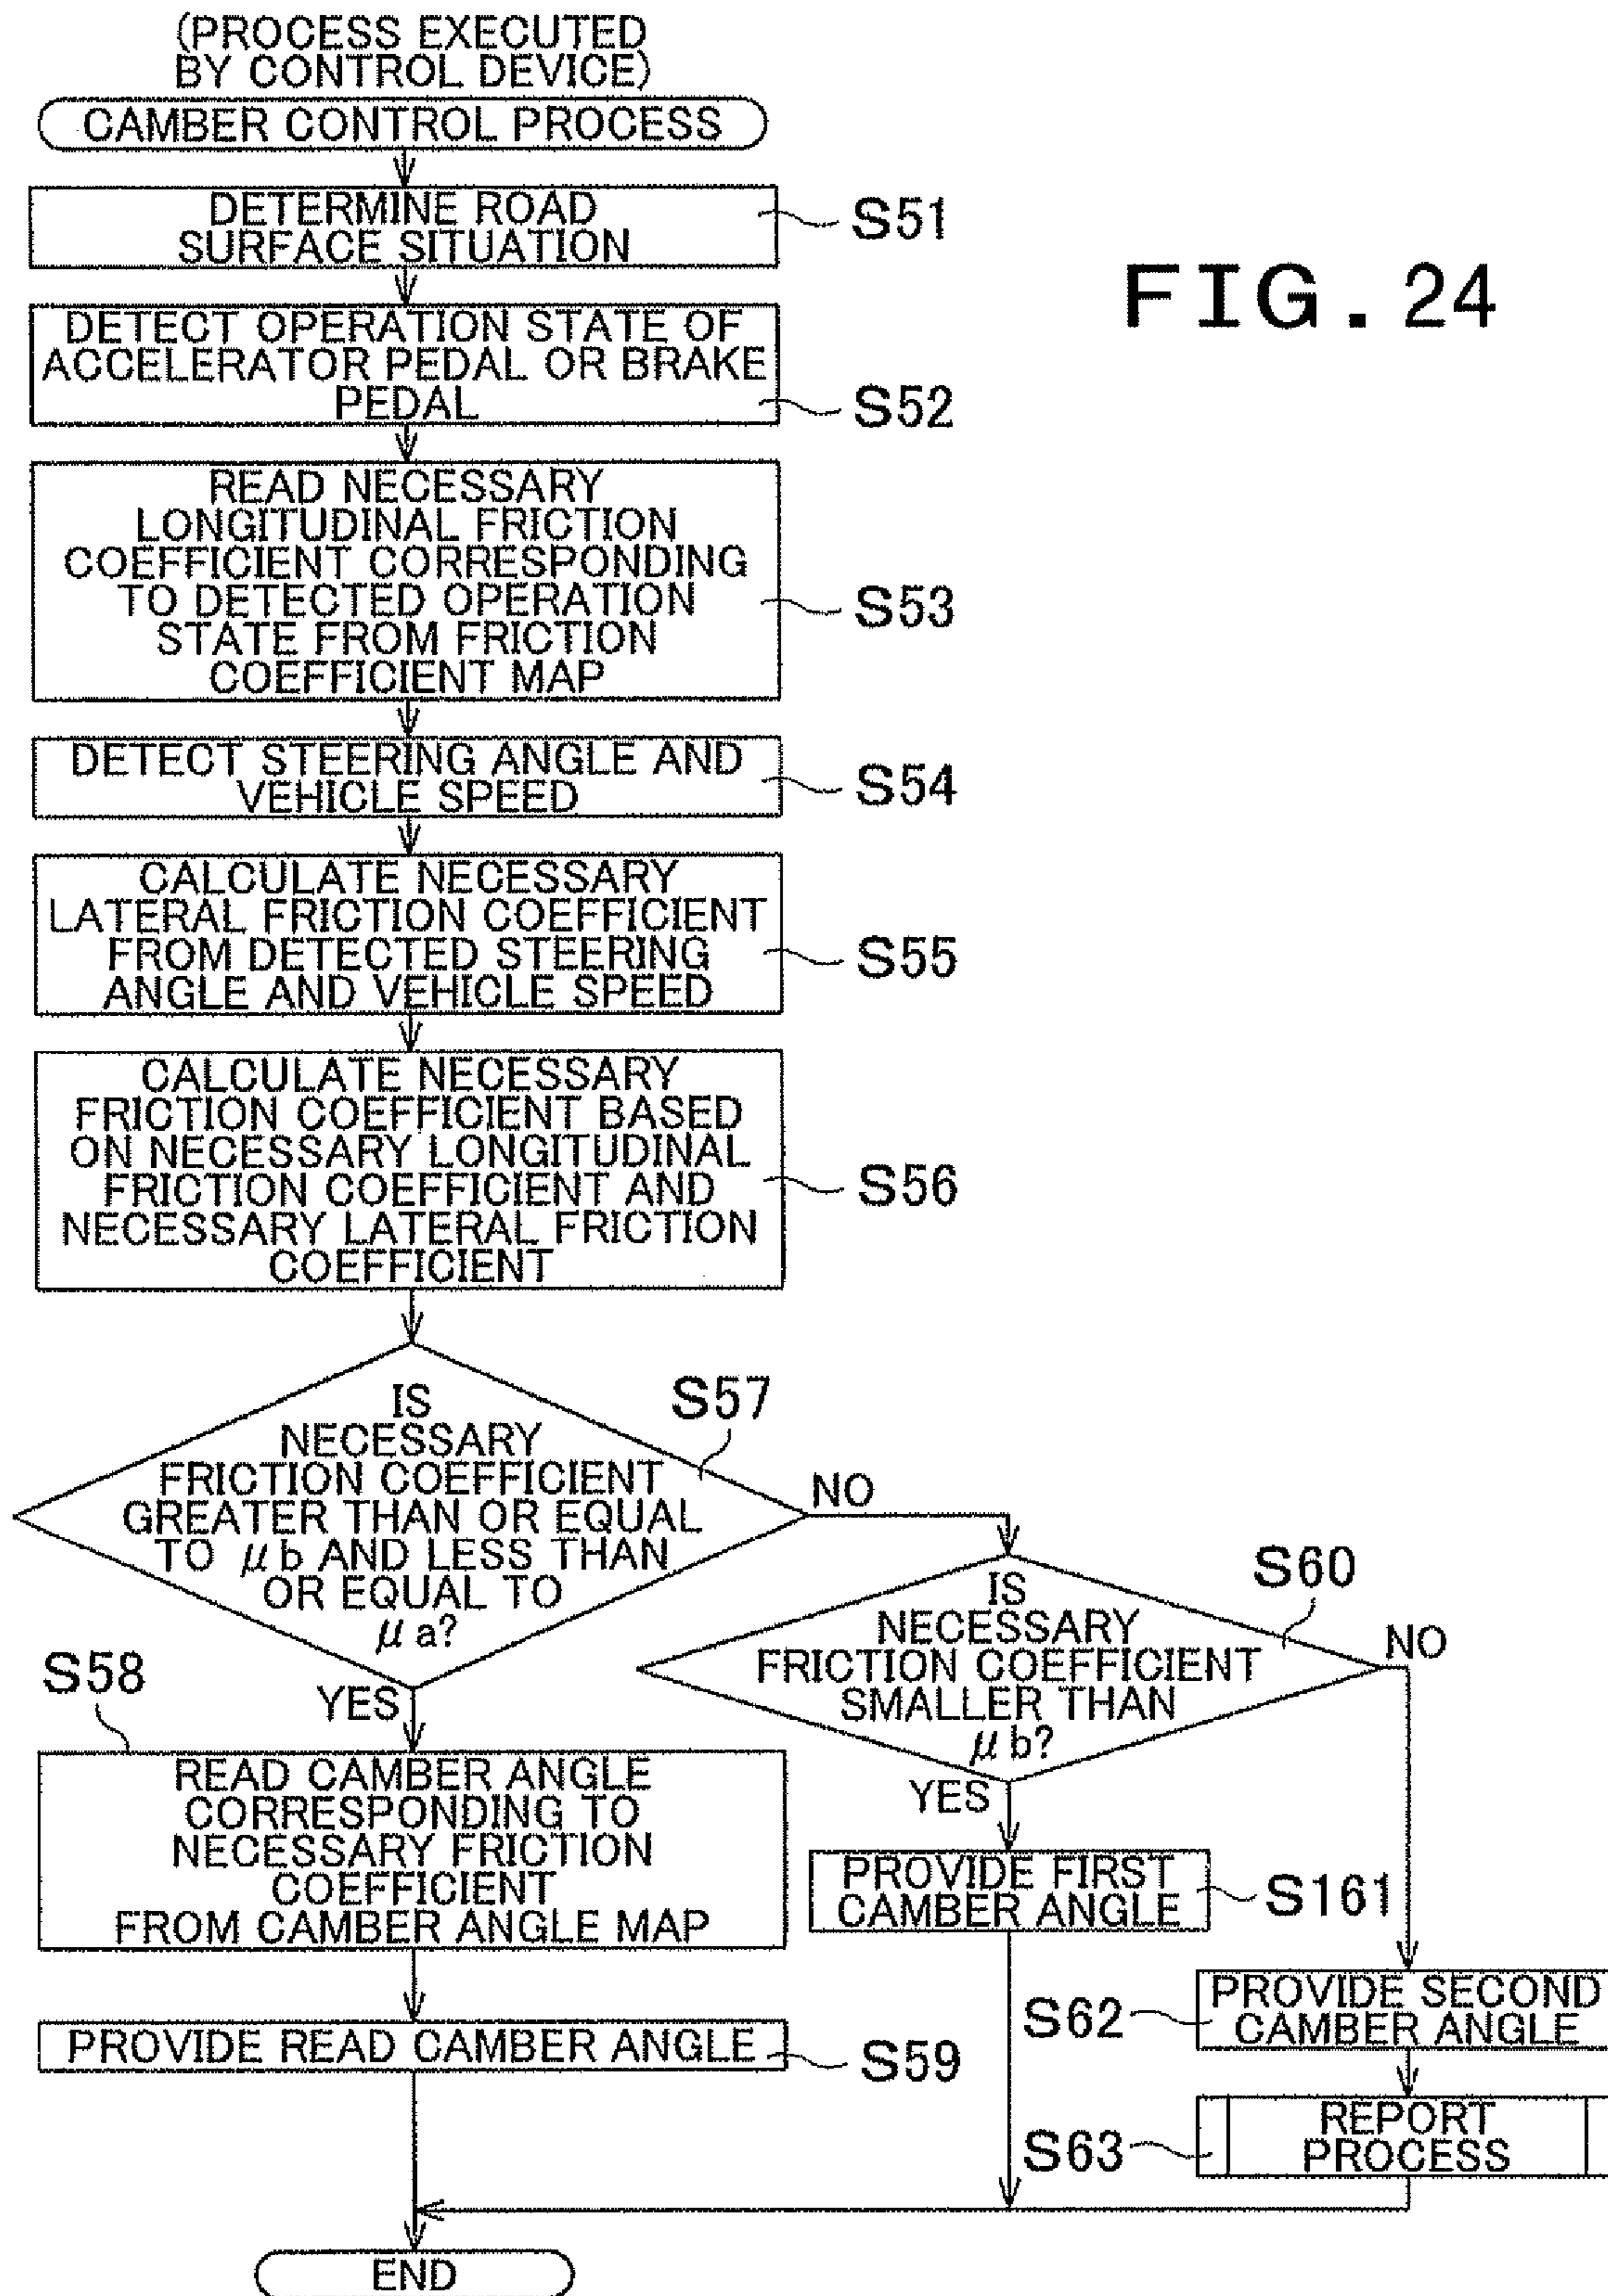 (PROCESS EXECUTED
BY CONTROL DEVICE)
CAMBER CONTROL PROCESS
DETERMINE ROAD
SURFACE SITUATION
S51
FIG.24
DETECT OPERATION STATE OF
ACCELERATOR PEDAL OR BRAKE
PEDAL
S52
READ NECESSARY
LONGITUDINAL FRICTION
COEFFICIENT CORRESPONDING
TO DETECTED OPERATION
STATE FROM FRICTION
COEFFICIENT MAP
S53
DETECT STEERING ANGLE AND
VEHICLE SPEED
S54
CALCULATE NECESSARY
LATERAL FRICTION COEFFICIENT
FROM DETECTED STEERING
ANGLE AND VEHICLE SPEED
S55
CALCULATE NECESSARY
FRICTION COEFFICIENT BASED
ON NECESSARY LONGITUDINAL
FRICTION COEFFICIENT AND
NECESSARY LATERAL FRICTION
COEFFICIENT
S56
IS
NECESSARY
FRICTION COEFFICIENT
GREATER THAN OR EQUAL
TO μb AND LESS THAN
OR EQUAL TO
μa?
S57
NO
YES
IS
NECESSARY
FRICTION COEFFICIENT
SMALLER THAN
μb?
S60
NO
YES
S58
READ CAMBER ANGLE
CORRESPONDING TO
NECESSARY FRICTION
COEFFICIENT
FROM CAMBER ANGLE MAP
PROVIDE FIRST
CAMBER ANGLE
S161
PROVIDE READ CAMBER ANGLE
S59
S62
PROVIDE SECOND
CAMBER ANGLE
S63
REPORT
PROCESS
END